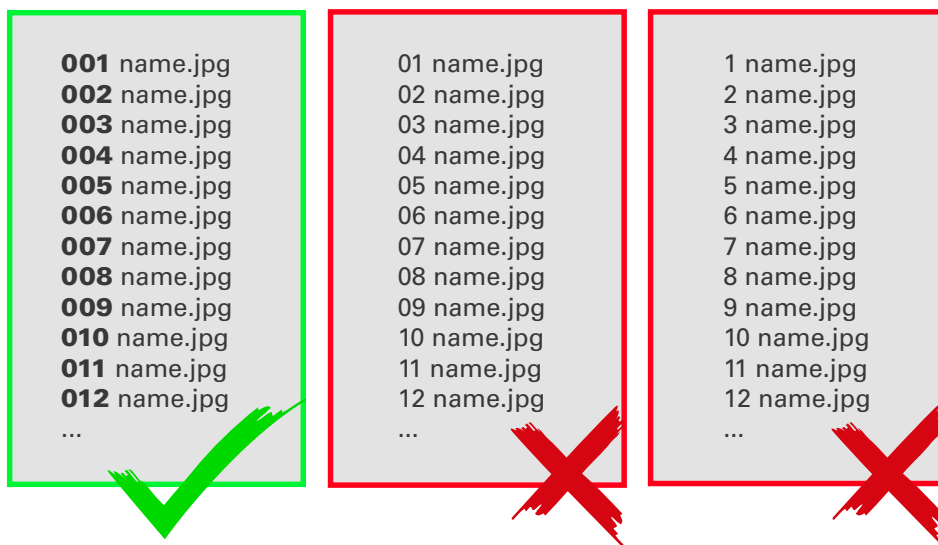 001 name.jpg
002 name.jpg
003 name.jpg
004 name.jpg
005 name.jpg
006 name.jpg
007 name.jpg
008 name.jpg
009 name.jpg
010 name.jpg
011 name.jpg
012 name.jpg
...
01 name.jpg
02 name.jpg
03 name.jpg
04 name.jpg
05 name.jpg
06 name.jpg
07 name.jpg
08 name.jpg
09 name.jpg
10 name.jpg
11 name.jpg
12 name.jpg
...
1 name.jpg
2 name.jpg
3 name.jpg
4 name.jpg
5 name.jpg
6 name.jpg
7 name.jpg
8 name.jpg
9 name.jpg
10 name.jpg
11 name.jpg
12 name.jpg
...